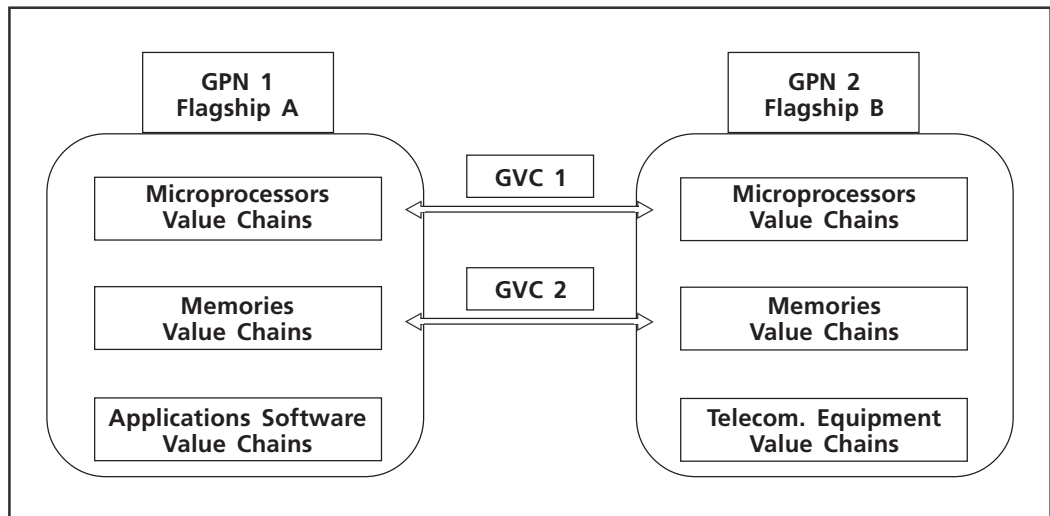 GPN 1
Flagship A
GPN 2
Flagship B
GVC 1
Microprocessors
Value Chains
Microprocessors
Value Chains
GVC 2
Memories
Value Chains
Memories
Value Chains
Applications Software
Value Chains
Telecom. Equipment
Value Chains